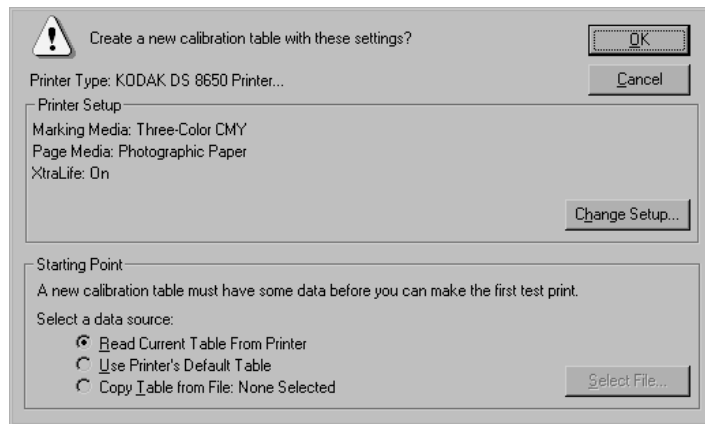 Create a new calibration table with these settings?
OK
Printer Type: KODAK DS 8650 Printer...
Cancel
Printer Setup
Marking Media: Three-Color CMY
Page Media: Photographic Paper
XtraLife: On
Change Setup...
Starting Point
A new calibration table must have some data before you can make the first test print.
Select a data source:
Read Current Table From Printer
Use Printer's Default Table
Copy Table from File: None Selected
Select File...